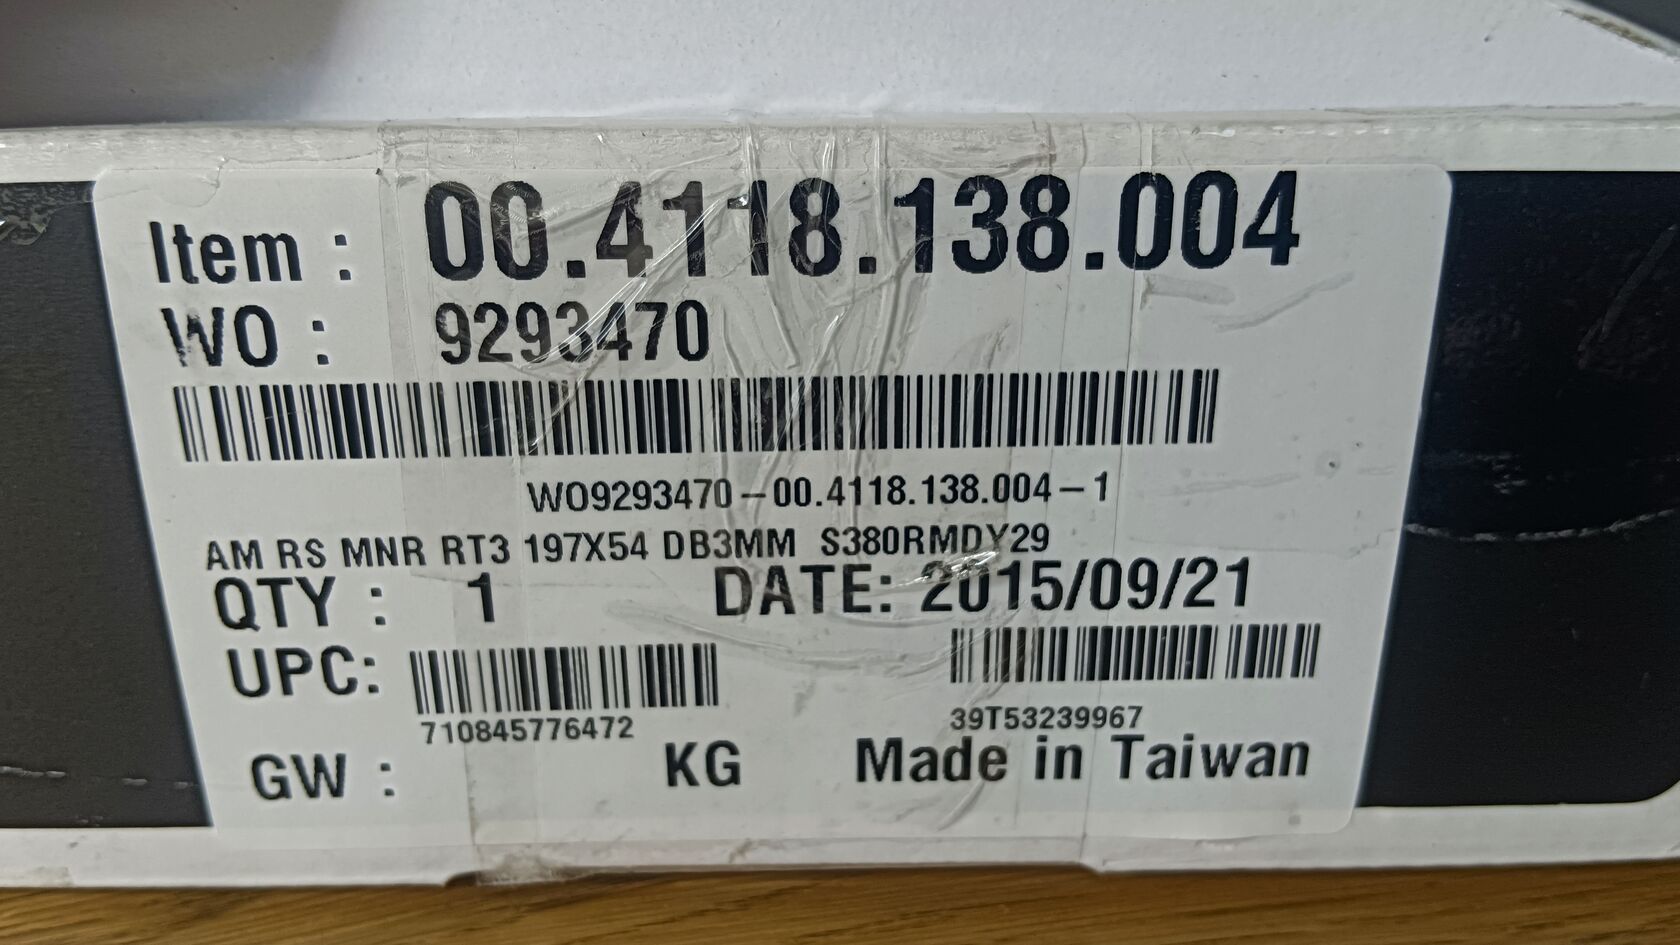 Item : 00.4118.138.004
WO : 9293470
WO9293470-00.4118.138.004-1
AM RS MNR RT3 197X54 DB3MM S380RMDY29
QTY : 1 DATE: 2015/09/21
UPC:
710845776472 39T53239967
GW : KG Made in Taiwan